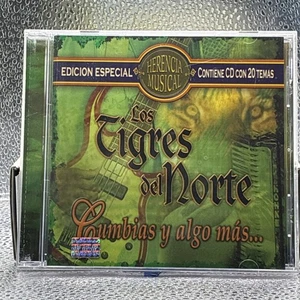 HERENCIA
MUSICAL
EDICION ESPECIAL
CONTIENE CD CON 20 TEMAS
Los
Tigres
del Norte
Cumbias y algo más...